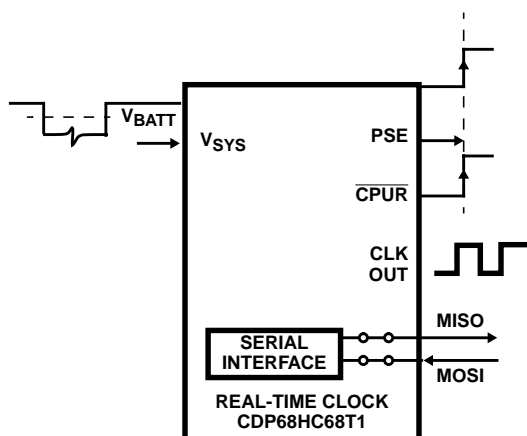 VBATT
VSYS
PSE
CPUR
CLK
OUT
MISO
SERIAL
INTERFACE
MOSI
REAL-TIME CLOCK
CDP68HC68T1